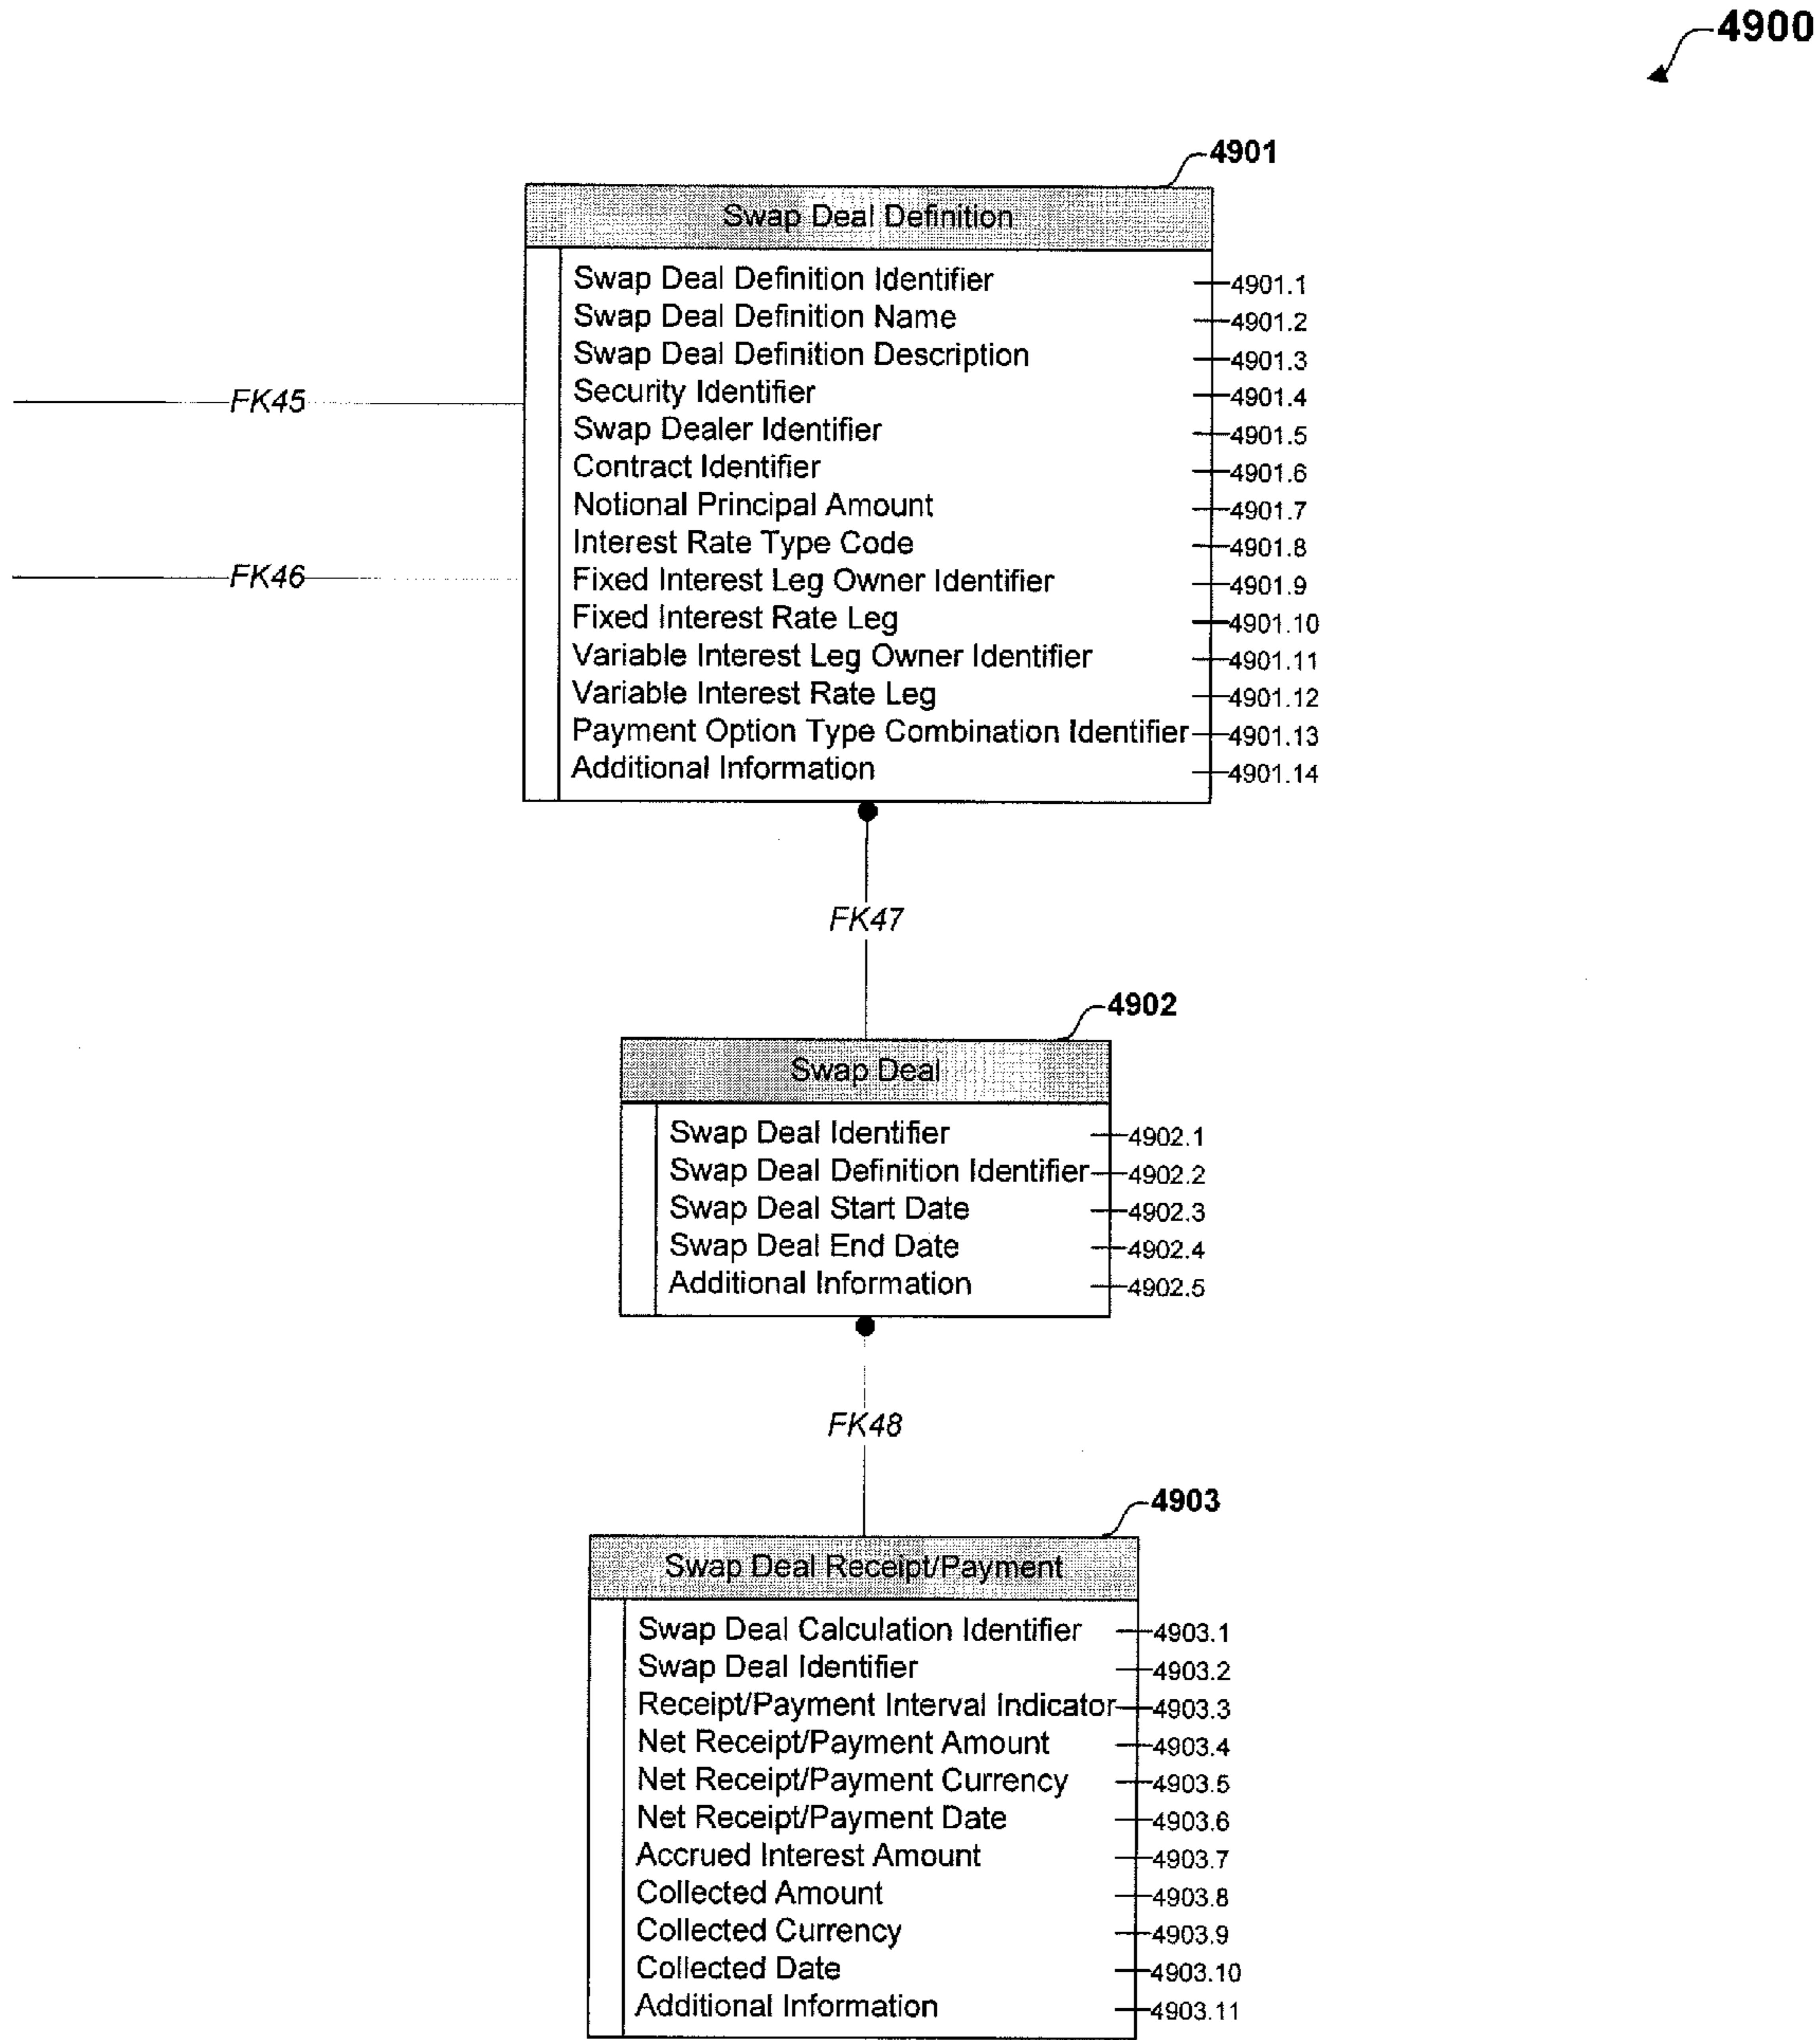 4900
4901
Swap Deal Definition
Swap Deal Definition Identifier 4901.1
Swap Deal Definition Name 4901.2
Swap Deal Definition Description 4901.3
Security Identifier 4901.4
FK45
Swap Dealer Identifier 4901.5
Contract Identifier 4901.6
Notional Principal Amount 4901.7
Interest Rate Type Code 4901.8
FK46
Fixed Interest Leg Owner Identifier 4901.9
Fixed Interest Rate Leg 4901.10
Variable Interest Leg Owner Identifier 4901.11
Variable Interest Rate Leg 4901.12
Payment Option Type Combination Identifier 4901.13
Additional Information 4901.14
FK47
4902
Swap Deal
Swap Deal Identifier 4902.1
Swap Deal Definition Identifier 4902.2
Swap Deal Start Date 4902.3
Swap Deal End Date 4902.4
Additional Information 4902.5
FK48
4903
Swap Deal Receipt/Payment
Swap Deal Calculation Identifier 4903.1
Swap Deal Identifier 4903.2
Receipt/Payment Interval Indicator 4903.3
Net Receipt/Payment Amount 4903.4
Net Receipt/Payment Currency 4903.5
Net Receipt/Payment Date 4903.6
Accrued Interest Amount 4903.7
Collected Amount 4903.8
Collected Currency 4903.9
Collected Date 4903.10
Additional Information 4903.11